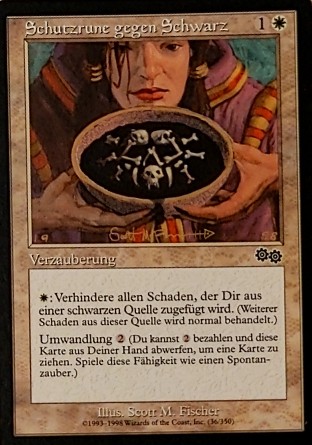 Schutzrune gegen Schwarz 1
Verzauberung
:Verhindere allen Schaden, der Dir aus
einer schwarzen Quelle zugefügt wird. (Weiterer
Schaden aus dieser Quelle wird normal behandelt.)
Umwandlung 2 (Du kannst 2 bezahlen und diese
Karte aus Deiner Hand abwerfen, um eine Karte zu
ziehen. Spiele diese Fähigkeit wie einen Spontan-
zauber.)
Illus. Scott M. Fischer
©1993-1998 Wizards of the Coast, Inc. (36/350)